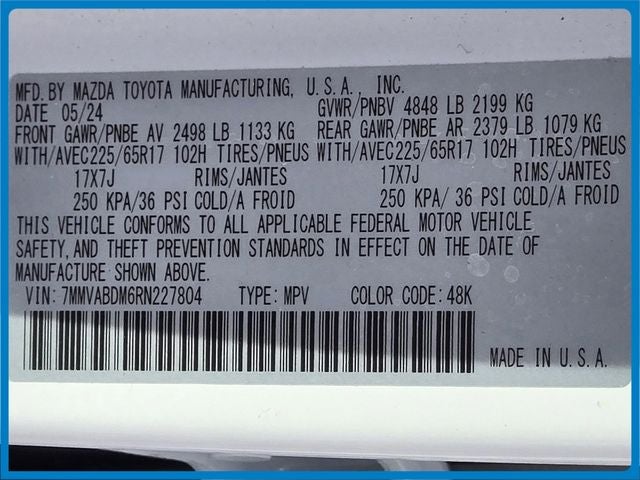 MFD. BY MAZDA TOYOTA MANUFACTURING, U.S.A., INC.
DATE 05/24 GVWR/PNBV 4848 LB 2199 KG
FRONT GAWR/PNBE AV 2498 LB 1133 KG REAR GAWR/PNBE AR 2379 LB 1079 KG
WITH/AVEC225/65R17 102H TIRES/PNEUS WITH/AVEC225/65R17 102H TIRES/PNEUS
17X7J RIMS/JANTES 17X7J RIMS/JANTES
250 KPA/36 PSI COLD/A FROID 250 KPA/ 36 PSI COLD/A FROID
THIS VEHICLE CONFORMS TO ALL APPLICABLE FEDERAL MOTOR VEHICLE
SAFETY, AND THEFT PREVENTION STANDARDS IN EFFECT ON THE DATE OF
MANUFACTURE SHOWN ABOVE.
VIN: 7MMVABDM6RN227804 TYPE: MPV COLOR CODE: 48K
MADE IN U.S.A.